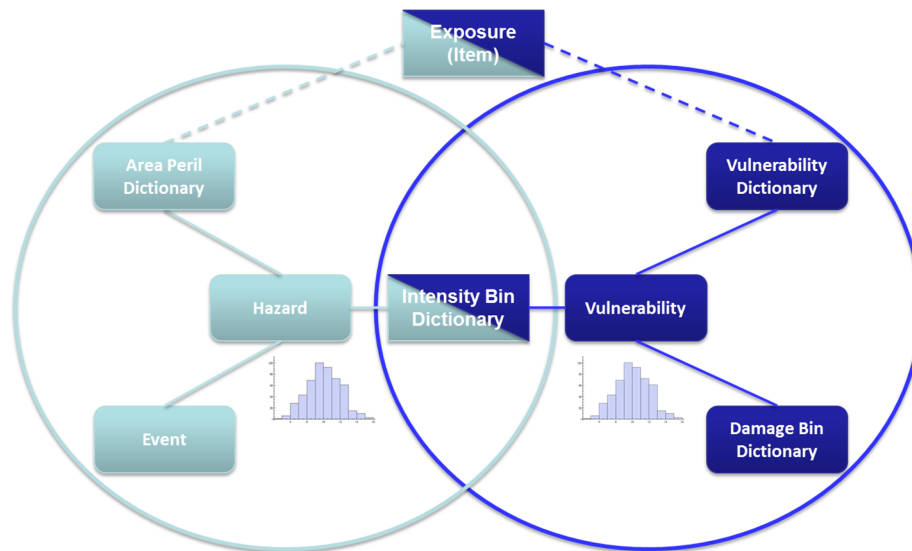 Exposure
(Item)
Area Peril
Dictionary
Vulnerability
Dictionary
Hazard
Intensity Bin
Dictionary
Vulnerability
Event
Damage Bin
Dictionary